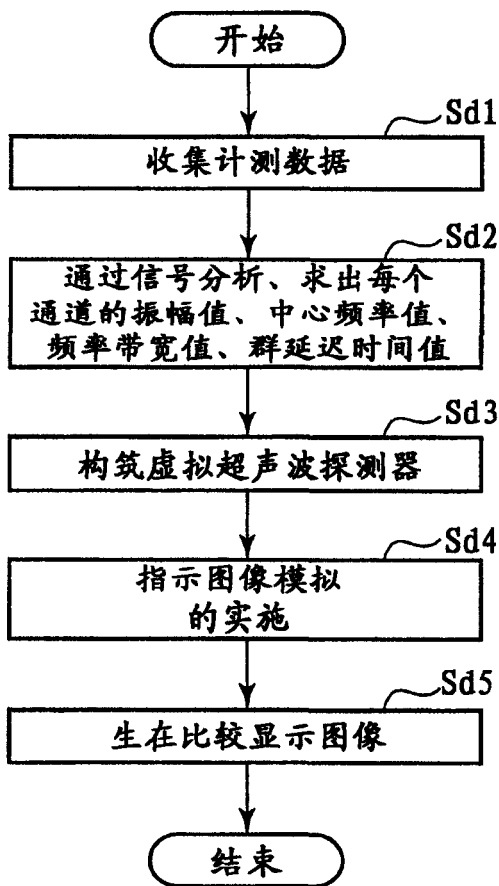 开始
Sd1
收集计测数据
Sd2
通过信号分析、求出每个
通道的振幅值、中心频率值、
频率带宽值、群延迟时间值
Sd3
构筑虚拟超声波探测器
Sd4
指示图像模拟
的实施
Sd5
生在比较显示图像
结束